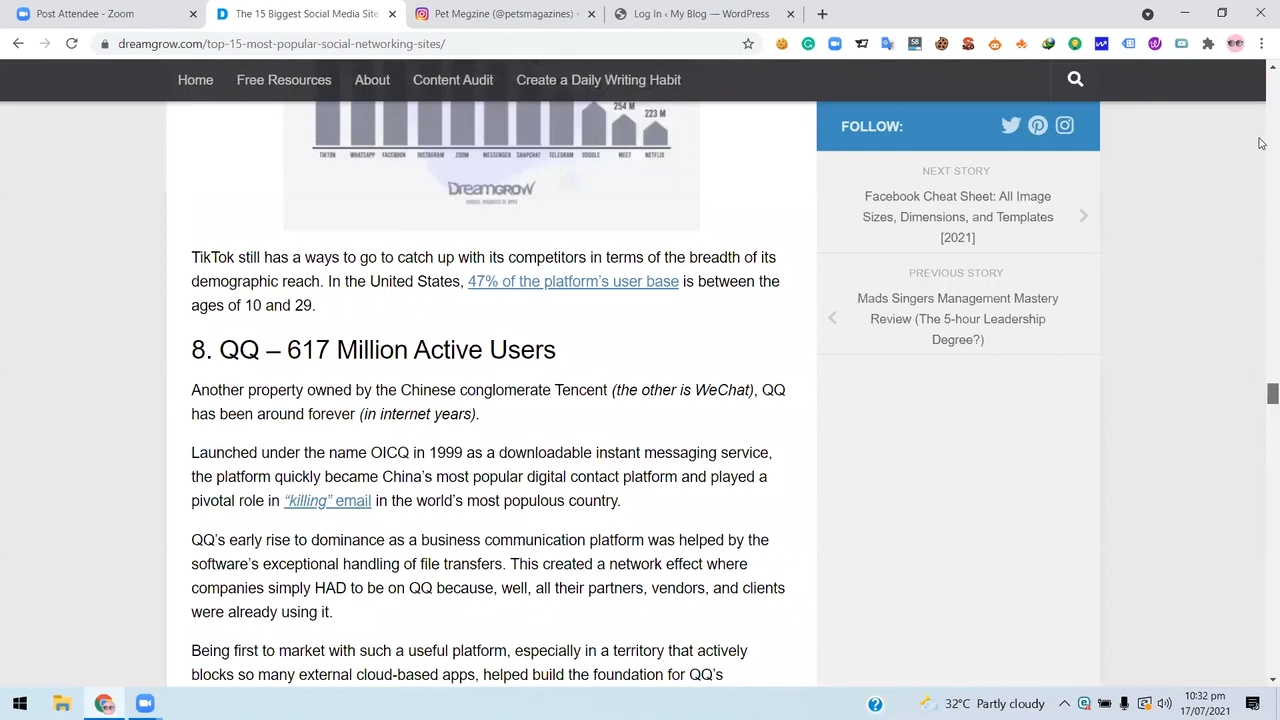 Post Attendee - Zoom
The 15 Biggest Social Media Site
Pet Megzine (@petsmagazines)
Log In ‹ My Blog — WordPress
dreamgrow.com/top-15-most-popular-social-networking-sites/
Home Free Resources About Content Audit Create a Daily Writing Habit
254 M
223 M
TIKTOK WHATSAPP FACEBOOK INSTAGRAM ZOOM MESSENGER SNAPCHAT TELEGRAM GOOGLE MEET NETFLIX
DREAMGROW
TikTok still has a ways to go to catch up with its competitors in terms of the breadth of its
demographic reach. In the United States, 47% of the platform's user base is between the
ages of 10 and 29.
8. QQ – 617 Million Active Users
Another property owned by the Chinese conglomerate Tencent (the other is WeChat), QQ
has been around forever (in internet years).
Launched under the name OICQ in 1999 as a downloadable instant messaging service,
the platform quickly became China's most popular digital contact platform and played a
pivotal role in “killing” email in the world's most populous country.
QQ's early rise to dominance as a business communication platform was helped by the
software's exceptional handling of file transfers. This created a network effect where
companies simply HAD to be on QQ because, well, all their partners, vendors, and clients
were already using it.
Being first to market with such a useful platform, especially in a territory that actively
blocks so many external cloud-based apps, helped build the foundation for QQ's
FOLLOW:
NEXT STORY
Facebook Cheat Sheet: All Image
Sizes, Dimensions, and Templates
[2021]
PREVIOUS STORY
Mads Singers Management Mastery
Review (The 5-hour Leadership
Degree?)
32°C Partly cloudy
10:32 pm
17/07/2021